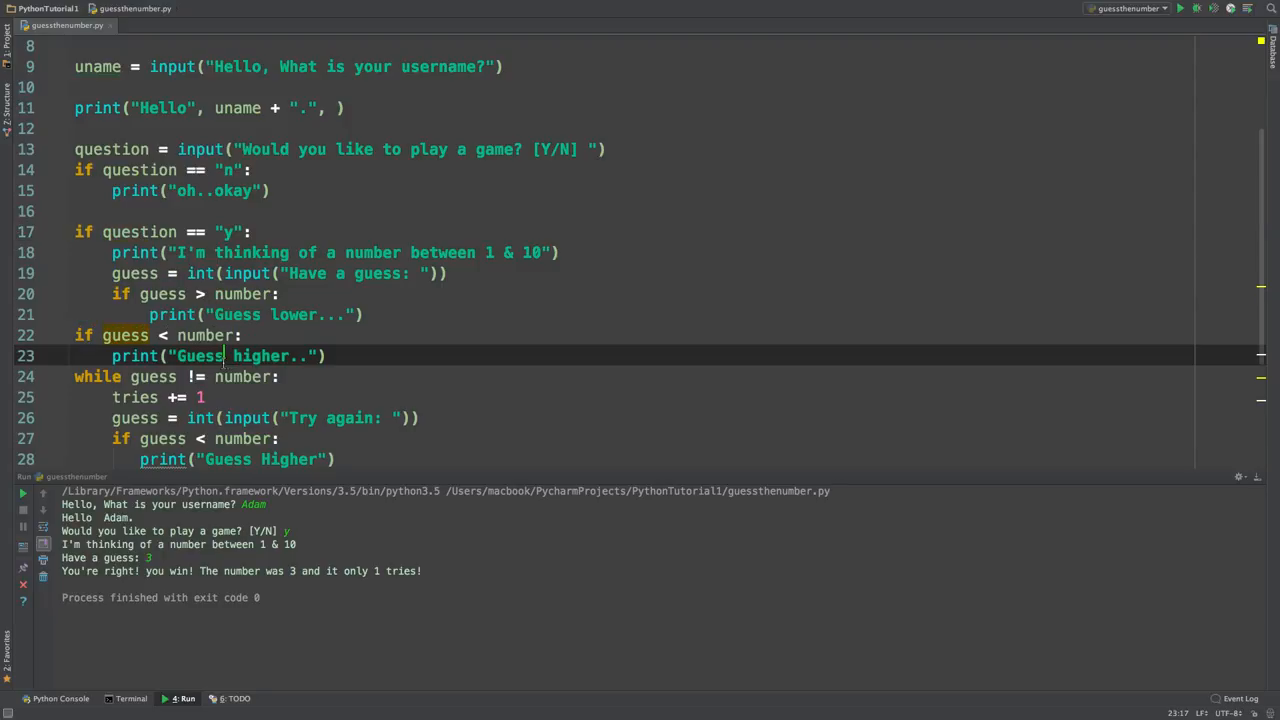 PythonTutorial1 guessthenumber.py guessthenumber
guessthenumber.py
1: Project
Z: Structure
Database
8
9 uname = input("Hello, What is your username?")
10
11 print("Hello", uname + ".", )
12
13 question = input("Would you like to play a game? [Y/N] ")
14 if question == "n":
15 print("oh..okay")
16
17 if question == "y":
18 print("I'm thinking of a number between 1 & 10")
19 guess = int(input("Have a guess: "))
20 if guess > number:
21 print("Guess lower...")
22 if guess < number:
23 print("Guess higher..")
24 while guess != number:
25 tries += 1
26 guess = int(input("Try again: "))
27 if guess < number:
28 print("Guess Higher")
Run guessthenumber
/Library/Frameworks/Python.framework/Versions/3.5/bin/python3.5 /Users/macbook/PycharmProjects/PythonTutorial1/guessthenumber.py
Hello, What is your username? Adam
Hello  Adam.
Would you like to play a game? [Y/N] y
I'm thinking of a number between 1 & 10
Have a guess: 3
You're right! you win! The number was 3 and it only 1 tries!
Process finished with exit code 0
2: Favorites
Python Console Terminal 4: Run 6: TODO Event Log
23:17 LF÷ UTF-8÷